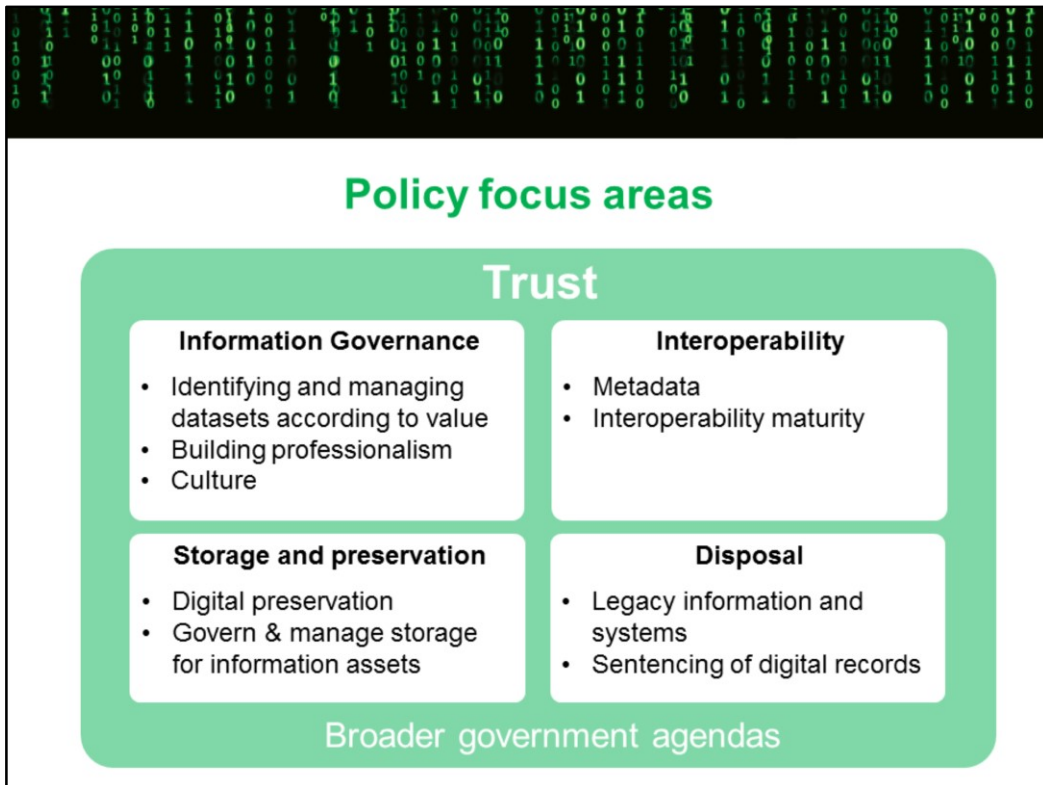 Policy focus areas
Trust
Information Governance
• Identifying and managing
datasets according to value
• Building professionalism
• Culture
Interoperability
• Metadata
• Interoperability maturity
Storage and preservation
• Digital preservation
• Govern & manage storage
for information assets
Disposal
• Legacy information and
systems
• Sentencing of digital records
Broader government agendas